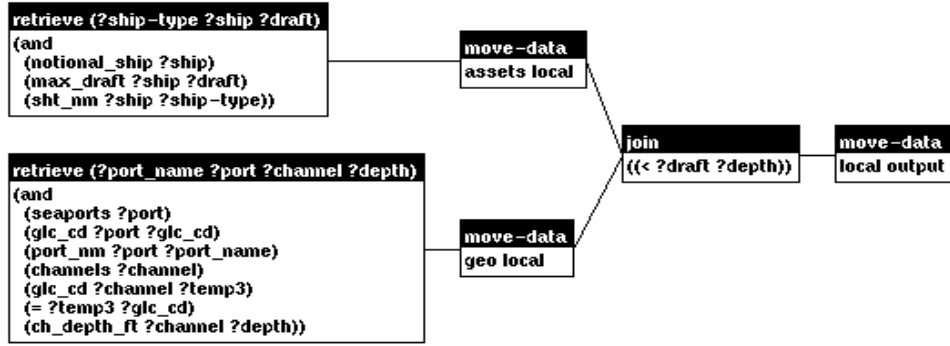 retrieve (?ship-type ?ship ?draft)
(and
(notional_ship ?ship)
(max_draft ?ship ?draft)
(sht_nm ?ship ?ship-type))
move-data
assets local
retrieve (?port_name ?port ?channel ?depth)
(and
(seaports ?port)
(glc_cd ?port ?glc_cd)
(port_nm ?port ?port_name)
(channels ?channel)
(glc_cd ?channel ?temp3)
(= ?temp3 ?glc_cd)
(ch_depth_ft ?channel ?depth))
move-data
geo local
join
((< ?draft ?depth))
move-data
local output